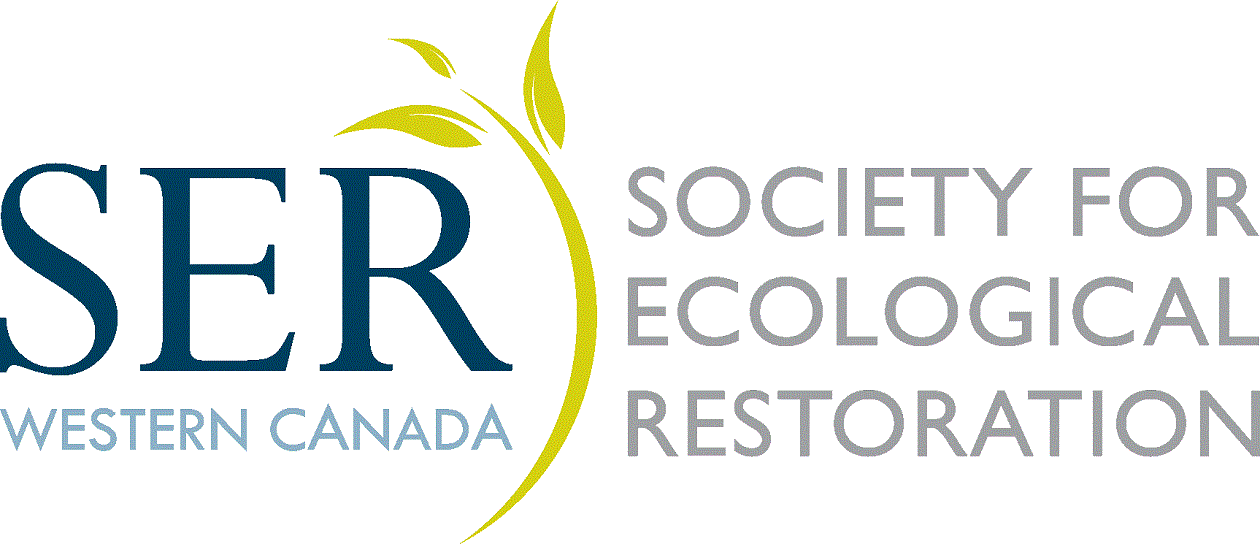 SER
WESTERN CANADA
SOCIETY FOR
ECOLOGICAL
RESTORATION